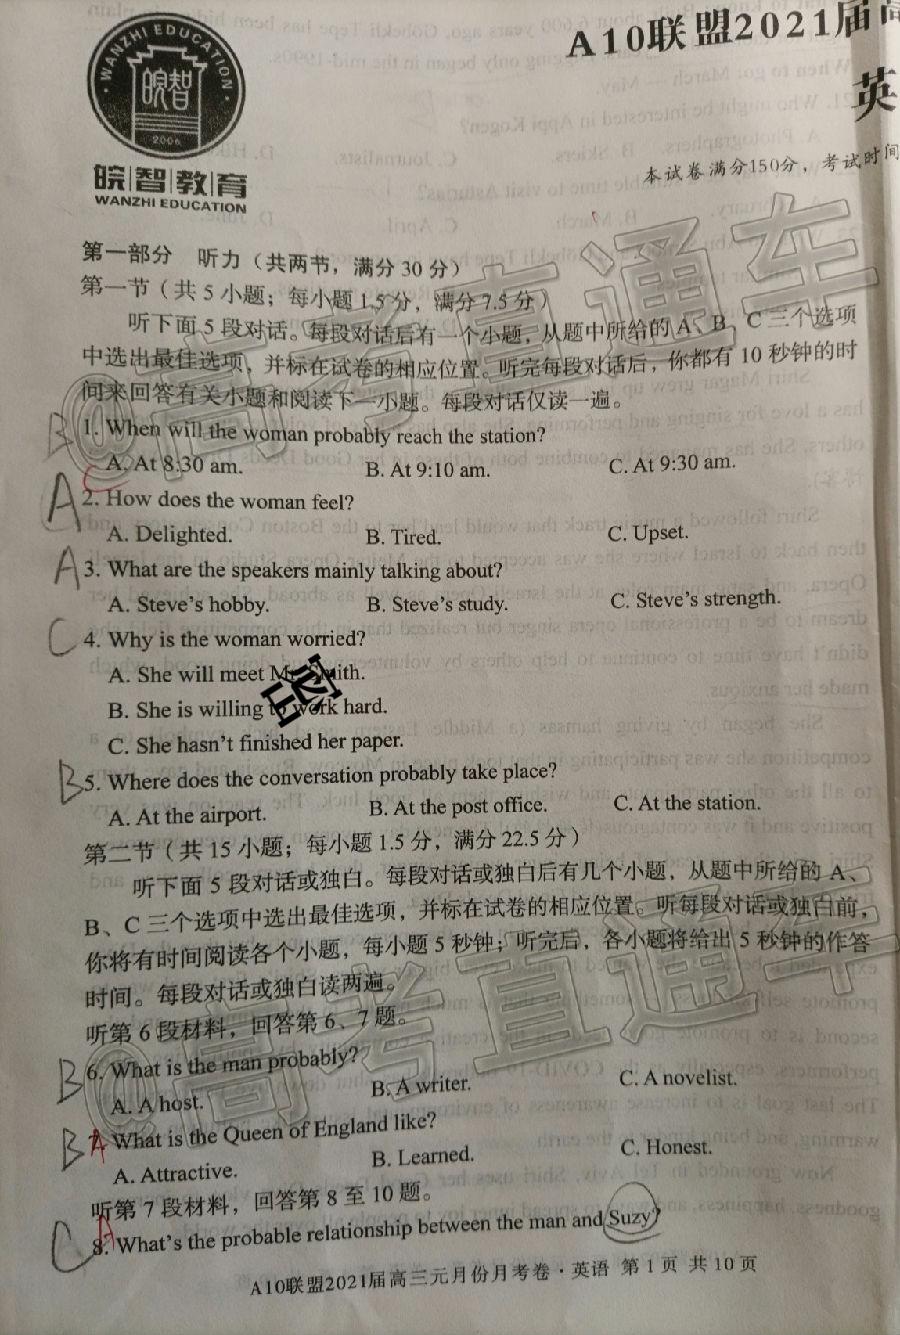 WANZHI EDUCATION
皖智
2006
皖智教育
WANZHI EDUCATION
A10联盟2021届高
英
本试卷满分150分，考试时间
第一部分 听力（共两节，满分 30 分）
第一节（共 5 小题；每小题 1.5 分，满分 7.5 分）
听下面 5 段对话。每段对话后有一个小题，从题中所给的 A、B、C 三个选项
中选出最佳选项，并标在试卷的相应位置。听完每段对话后，你都有 10 秒钟的时
间来回答有关小题和阅读下一小题。每段对话仅读一遍。
B 1. When will the woman probably reach the station?
A. At 8:30 am. B. At 9:10 am. C. At 9:30 am.
C
A 2. How does the woman feel?
A. Delighted. B. Tired. C. Upset.
A 3. What are the speakers mainly talking about?
A. Steve's hobby. B. Steve's study. C. Steve's strength.
C 4. Why is the woman worried?
A. She will meet Mr. Smith.
B. She is willing to work hard.
C. She hasn't finished her paper.
B 5. Where does the conversation probably take place?
A. At the airport. B. At the post office. C. At the station.
第二节（共 15 小题；每小题 1.5 分，满分 22.5 分）
听下面 5 段对话或独白。每段对话或独白后有几个小题，从题中所给的 A、
B、C 三个选项中选出最佳选项，并标在试卷的相应位置。听每段对话或独白前，
你将有时间阅读各个小题，每小题 5 秒钟；听完后，各小题将给出 5 秒钟的作答
时间。每段对话或独白读两遍。
听第 6 段材料，回答第 6、7 题。
B 6. What is the man probably?
A. A host. B. A writer. C. A novelist.
B A What is the Queen of England like?
A. Attractive. B. Learned. C. Honest.
听第 7 段材料，回答第 8 至 10 题。
C A 8. What's the probable relationship between the man and Suzy?
A10联盟2021届高三元月份月考卷·英语 第 1 页 共 10 页
@高考直通车
@高考直通车